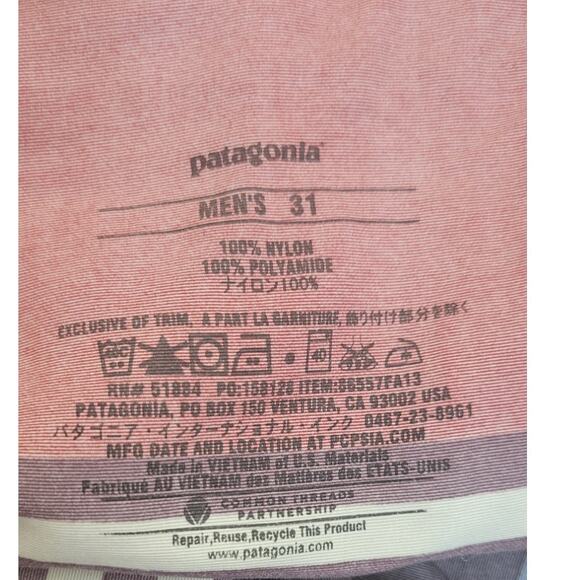 patagonia
MEN'S 31
100% NYLON
100% POLYAMIDE
ナイロン100%
EXCLUSIVE OF TRIM, A PART LA GARNITURE, 飾り付け部分を除く
40C 40
RN# 51884 PO:158128 ITEM:86557FA13
PATAGONIA, PO BOX 150 VENTURA, CA 93002 USA
パタゴニア・インターナショナル・インク 0467-23-8961
MFG DATE AND LOCATION AT PCPSIA.COM
Made in VIETNAM of U.S. Materials
Fabriqué AU VIETNAM des Matières des ETATS-UNIS
COMMON THREADS
PARTNERSHIP
Repair,Reuse,Recycle This Product
www.patagonia.com